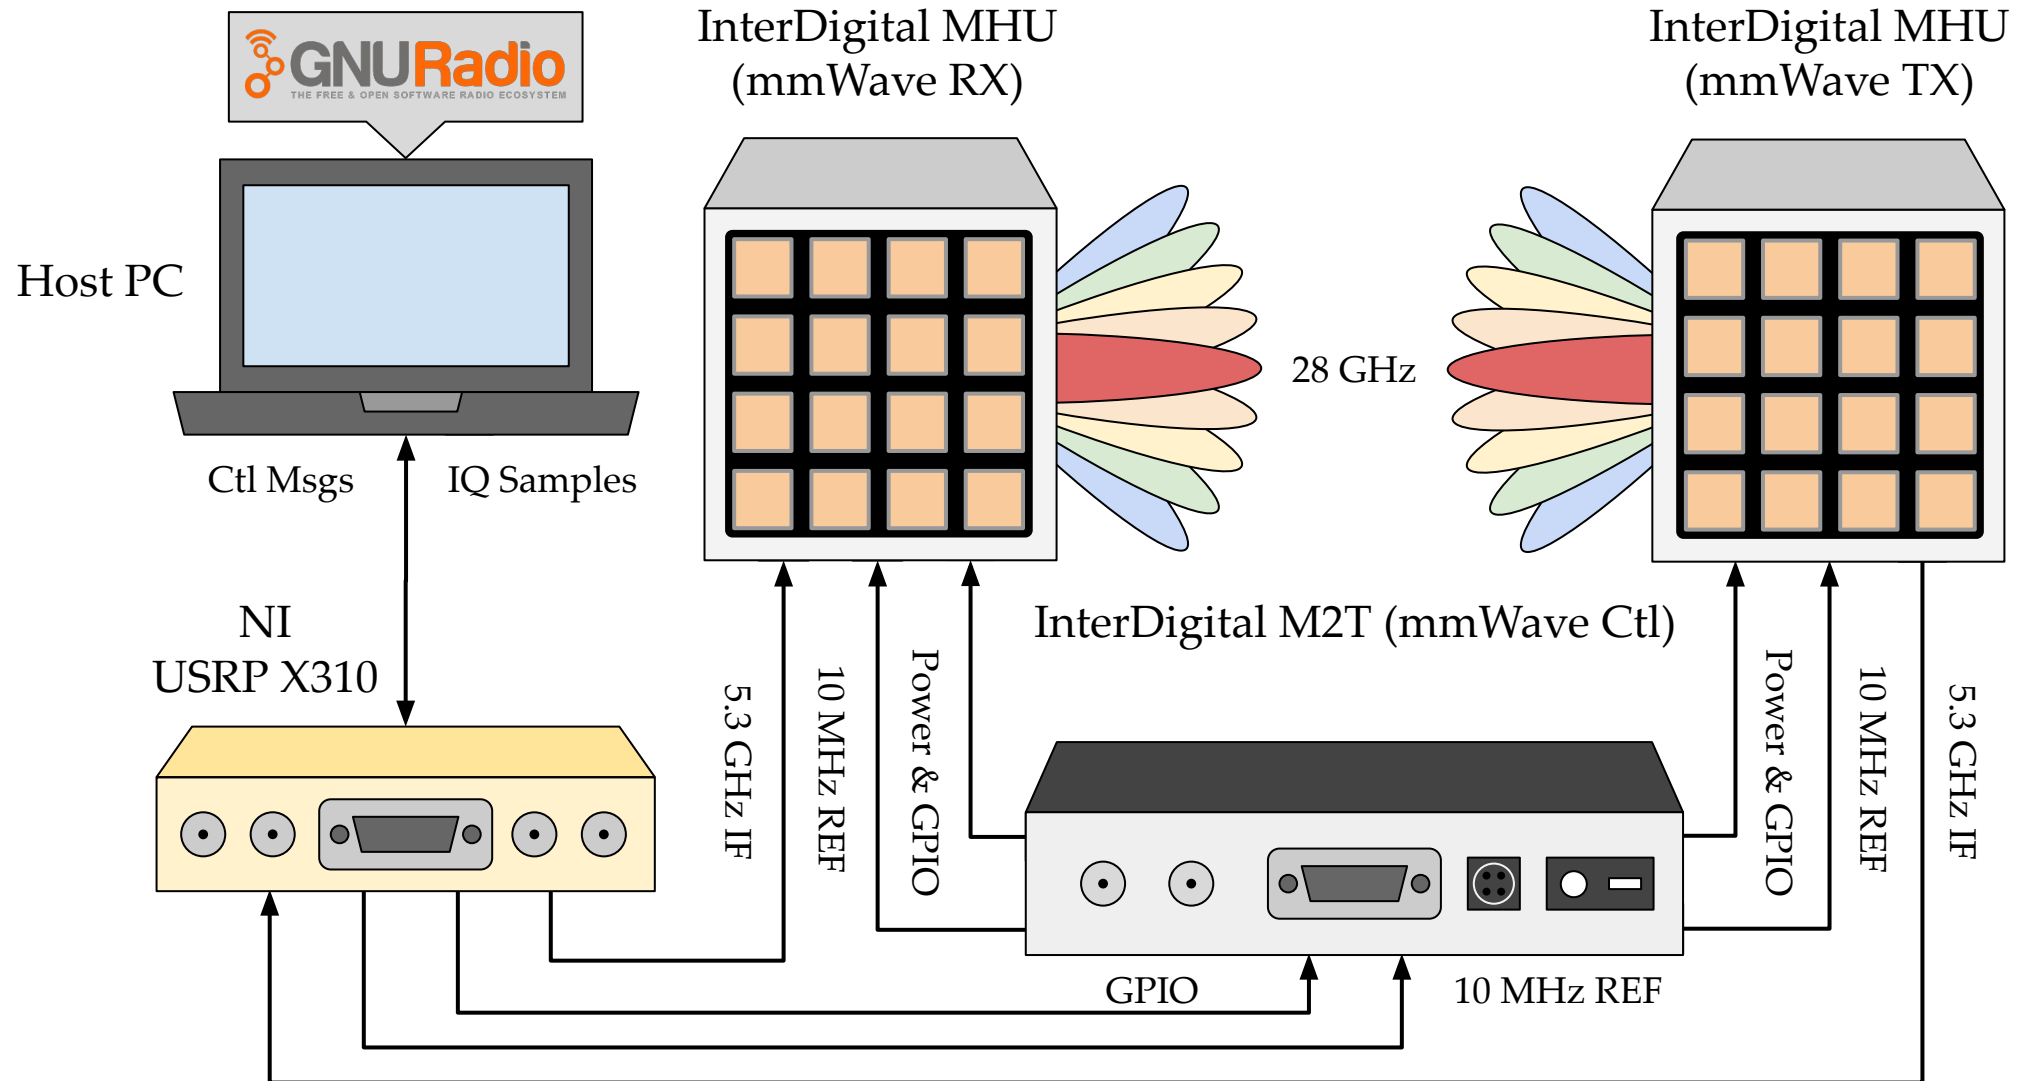 GNURadio
THE FREE & OPEN SOFTWARE RADIO ECOSYSTEM
InterDigital MHU
(mmWave RX)
InterDigital MHU
(mmWave TX)
Host PC
28 GHz
Ctl Msgs
IQ Samples
NI
USRP X310
InterDigital M2T (mmWave Ctl)
5.3 GHz IF
10 MHz REF
Power & GPIO
Power & GPIO
10 MHz REF
5.3 GHz IF
GPIO
10 MHz REF